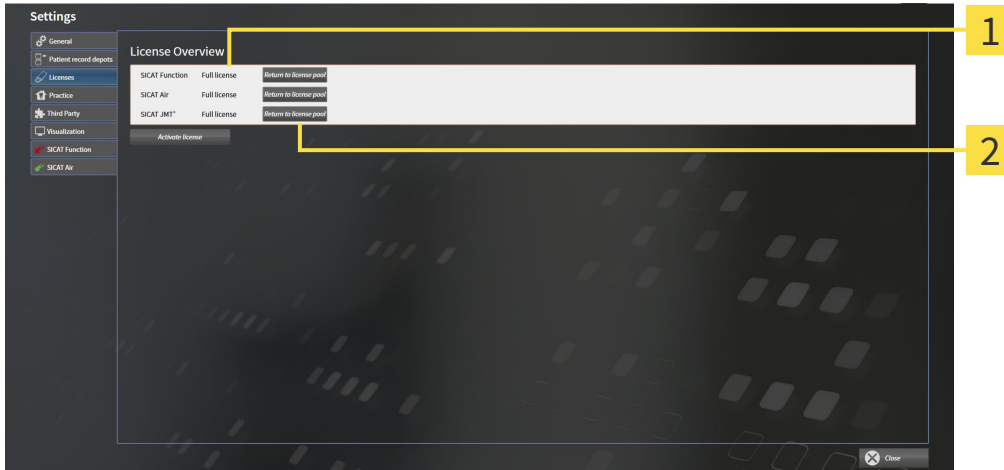 Settings
General
Patient record depots
Licenses
Practice
Third Party
Visualization
SICAT Function
SICAT Air
License Overview
SICAT Function Full license Return to license pool
SICAT Air Full license Return to license pool
SICAT JMT+ Full license Return to license pool
Activate license
Close
1
2